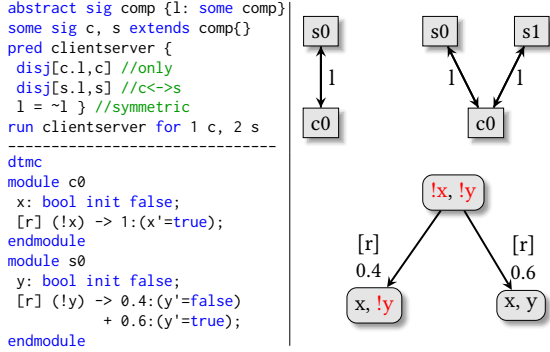 abstract sig comp {l: some comp}
some sig c, s extends comp{}
pred clientserver {
disj[c.l,c] //only
disj[s.l,s] //c<->s
l = ~l } //symmetric
run clientserver for 1 c, 2 s
-------------------------------
dtmc
module c0
x: bool init false;
[r] (!x) -> 1:(x'=true);
endmodule
module s0
y: bool init false;
[r] (!y) -> 0.4:(y'=false)
+ 0.6:(y'=true);
endmodule
s0
s0
s1
l
l
l
c0
c0
!x, !y
[r]
[r]
0.4
0.6
x, !y
x, y